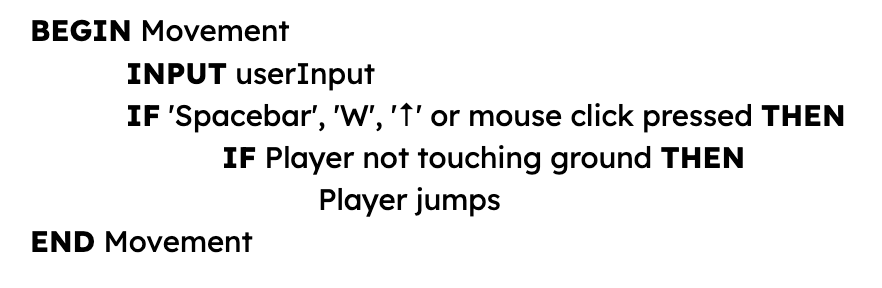 BEGIN Movement
INPUT userInput
IF 'Spacebar', 'W', '↑' or mouse click pressed THEN
IF Player not touching ground THEN
Player jumps
END Movement